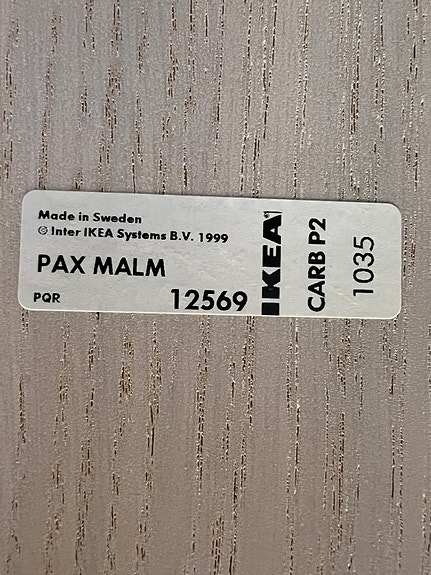 Made in Sweden
© Inter IKEA Systems B.V. 1999
PAX MALM
PQR
12569
IKEA
CARB P2
1035